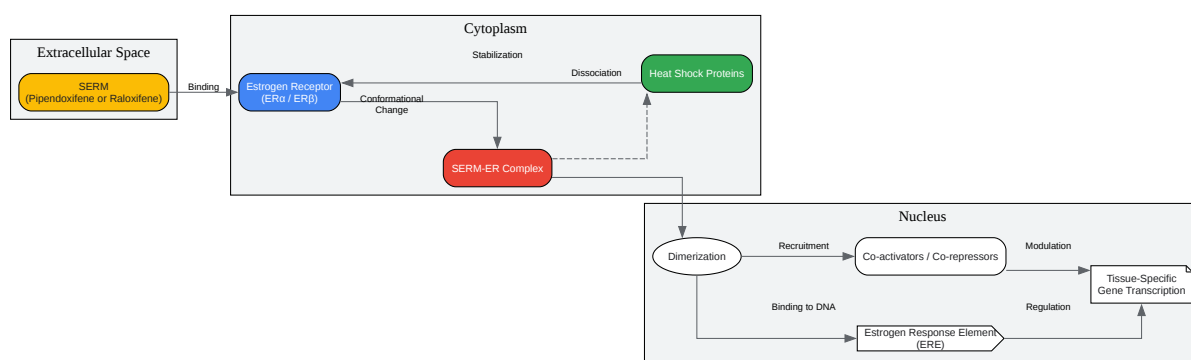 Cytoplasm
Extracellular Space
Stabilization
SERM
(Pipendoxifene or Raloxifene)
Binding
Estrogen Receptor
(ERα / ERβ)
Dissociation
Heat Shock Proteins
Conformational
Change
SERM-ER Complex
Nucleus
Dimerization
Recruitment
Co-activators / Co-repressors
Modulation
Tissue-Specific
Gene Transcription
Binding to DNA
Estrogen Response Element
(ERE)
Regulation